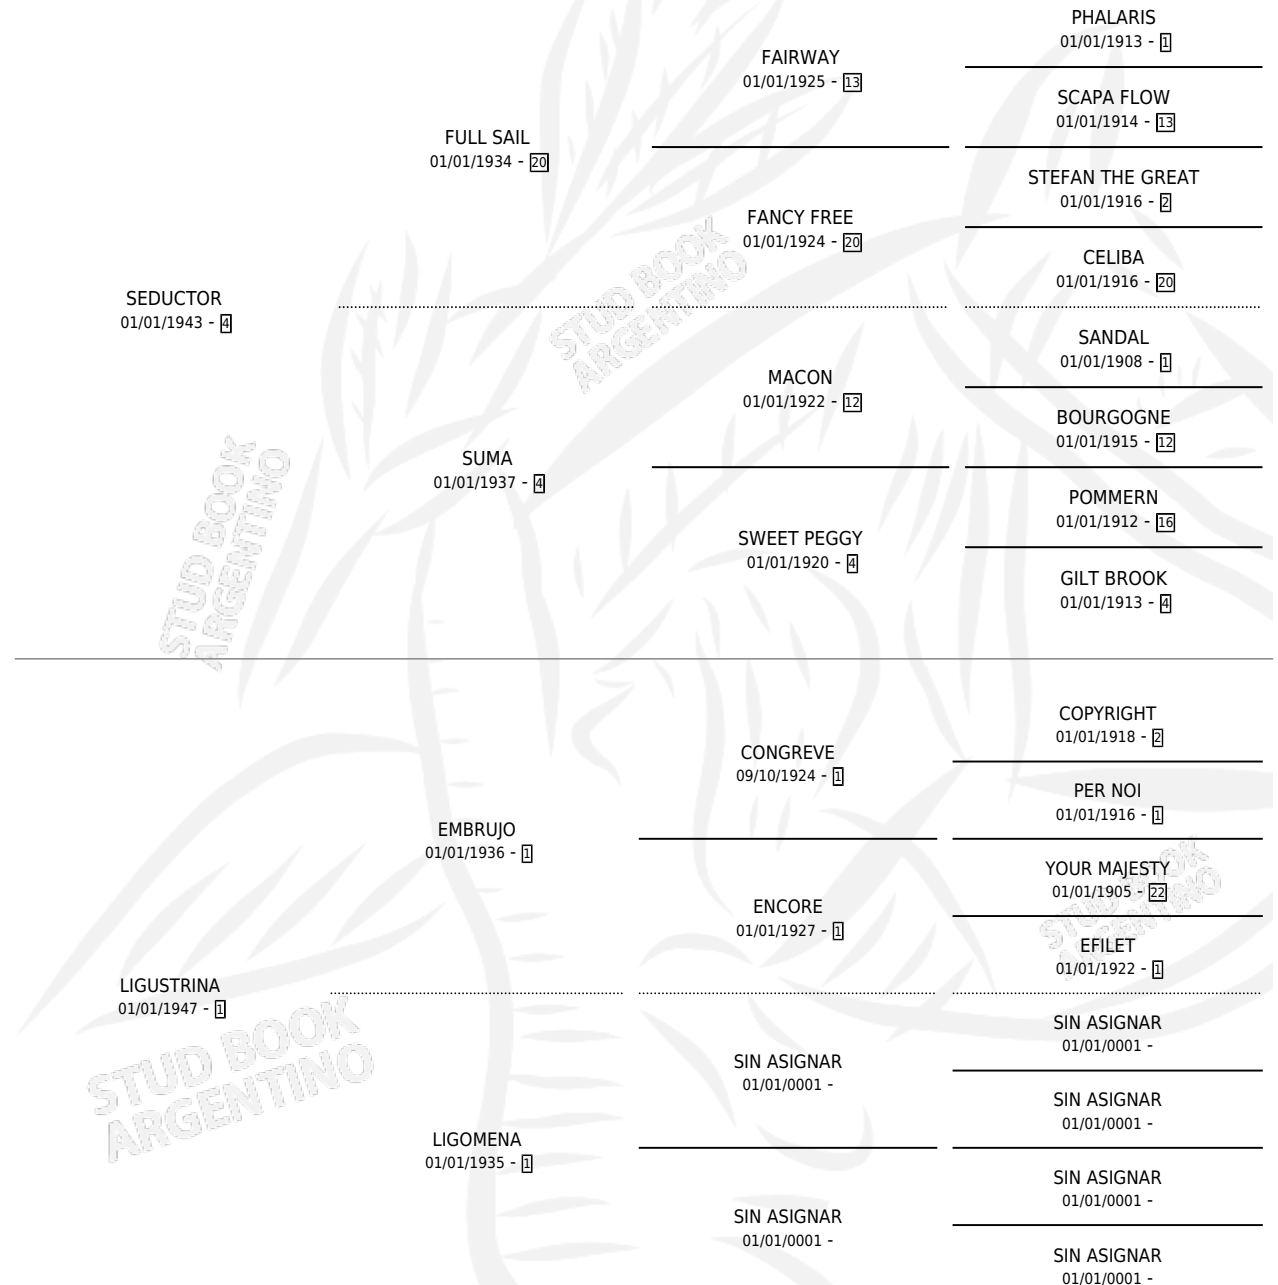 PHALARIS
01/01/1913 - 1
FAIRWAY
01/01/1925 - 13
SCAPA FLOW
01/01/1914 - 13
FULL SAIL
01/01/1934 - 20
STEFAN THE GREAT
01/01/1916 - 2
FANCY FREE
01/01/1924 - 20
CELIBA
01/01/1916 - 20
SEDUCTOR
01/01/1943 - 4
SANDAL
01/01/1908 - 1
MACON
01/01/1922 - 12
BOURGOGNE
01/01/1915 - 12
SUMA
01/01/1937 - 4
POMMERN
01/01/1912 - 16
SWEET PEGGY
01/01/1920 - 4
GILT BROOK
01/01/1913 - 4
COPYRIGHT
01/01/1918 - 2
CONGREVE
09/10/1924 - 1
PER NOI
01/01/1916 - 1
EMBRUJO
01/01/1936 - 1
YOUR MAJESTY
01/01/1905 - 22
ENCORE
01/01/1927 - 1
EFILET
01/01/1922 - 1
LIGUSTRINA
01/01/1947 - 1
SIN ASIGNAR
01/01/0001 -
SIN ASIGNAR
01/01/0001 -
SIN ASIGNAR
01/01/0001 -
LIGOMENA
01/01/1935 - 1
SIN ASIGNAR
01/01/0001 -
SIN ASIGNAR
01/01/0001 -
SIN ASIGNAR
01/01/0001 -
STUD BOOK
ARGENTINO
STUD BOOK
ARGENTINO
STUD BOOK
ARGENTINO
STUD BOOK
ARGENTINO